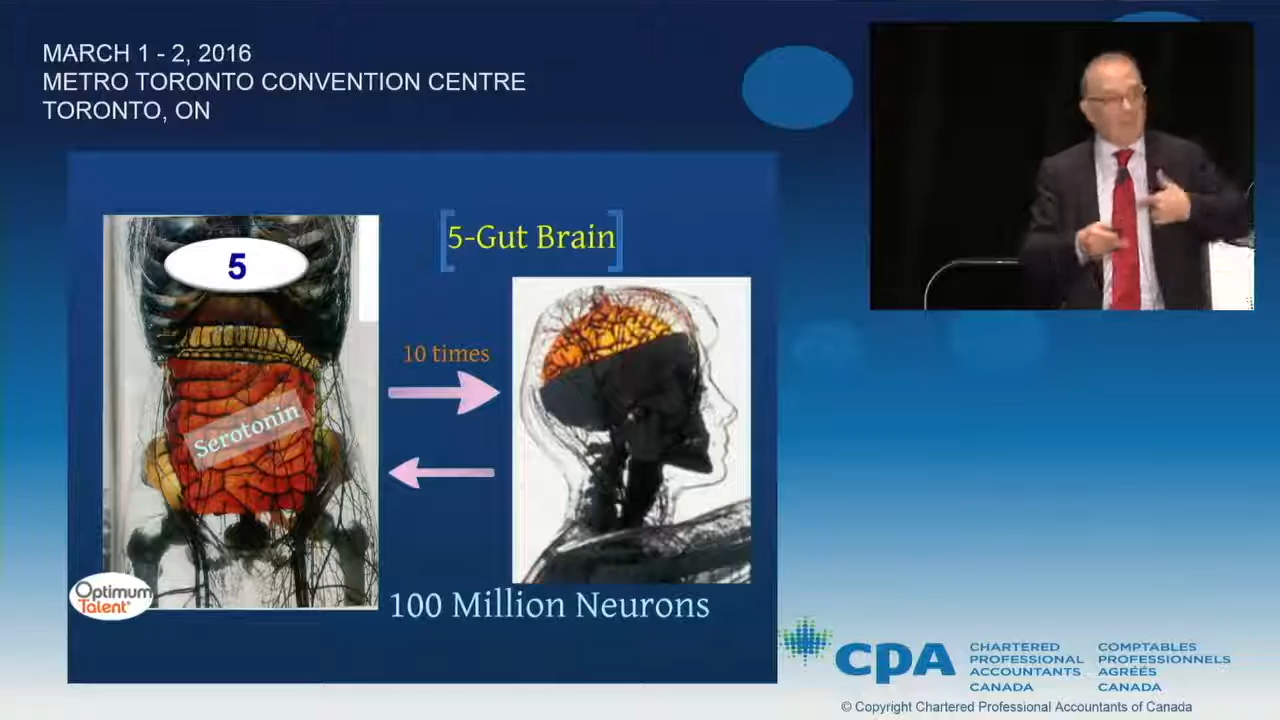 MARCH 1 - 2, 2016
METRO TORONTO CONVENTION CENTRE
TORONTO, ON
5
5-Gut Brain
10 times
Serotonin
Optimum
Talent
100 Million Neurons
CPA
CHARTERED
PROFESSIONAL
ACCOUNTANTS
CANADA
COMPTABLES
PROFESSIONNELS
AGRÉÉS
CANADA
© Copyright Chartered Professional Accountants of Canada